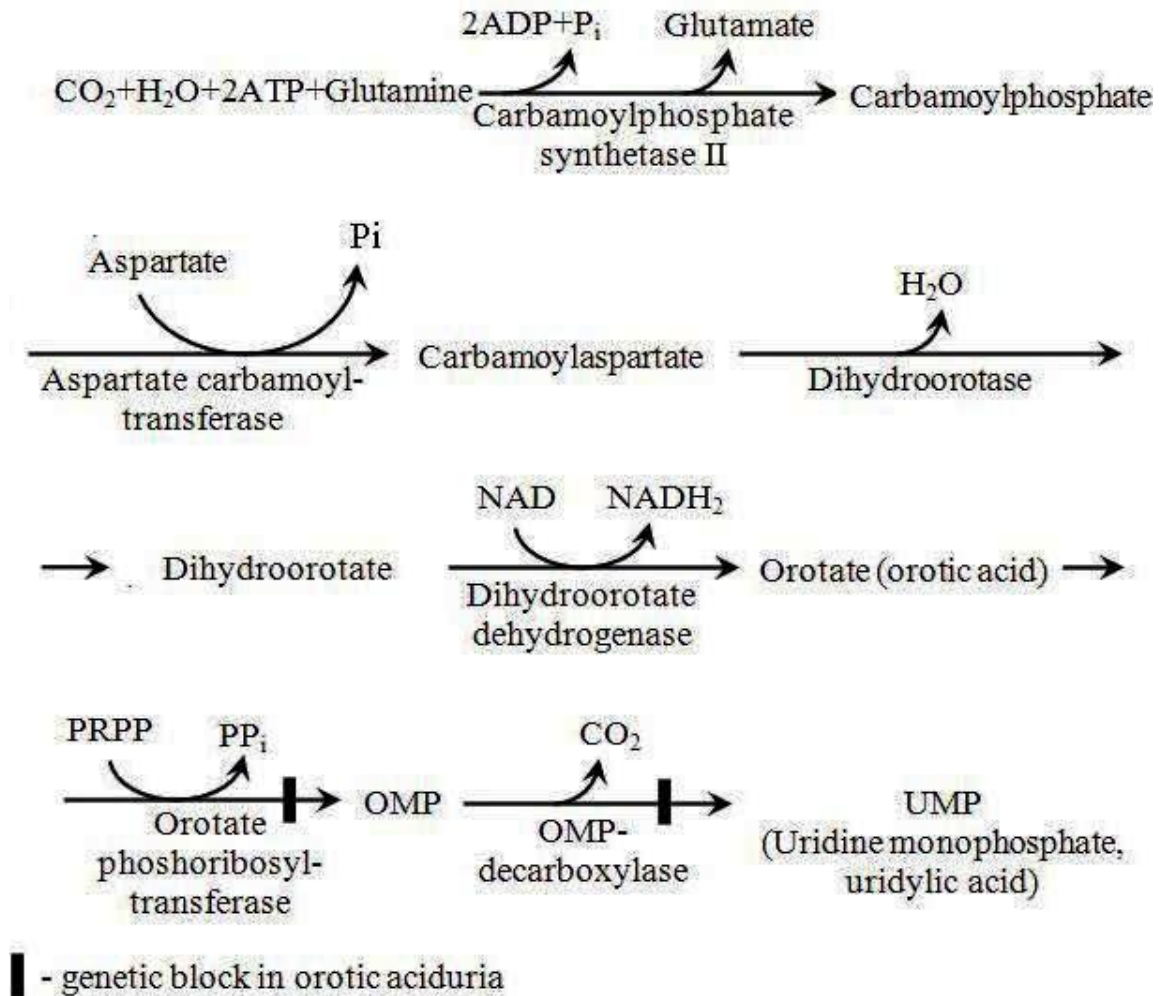 2ADP+Pi Glutamate
CO2+H2O+2ATP+Glutamine Carbamoylphosphate
Carbamoylphosphate
synthetase II
Aspartate Pi
H2O
Carbamoylaspartate
Aspartate carbamoyl-
transferase
Dihydroorotase
NAD NADH2
Dihydroorotate Orotate (orotic acid)
Dihydroorotate
dehydrogenase
PRPP PPi CO2
OMP UMP
Orotate
phoshoribosyl-
transferase
OMP-
decarboxylase
(Uridine monophosphate,
uridylic acid)
- genetic block in orotic aciduria